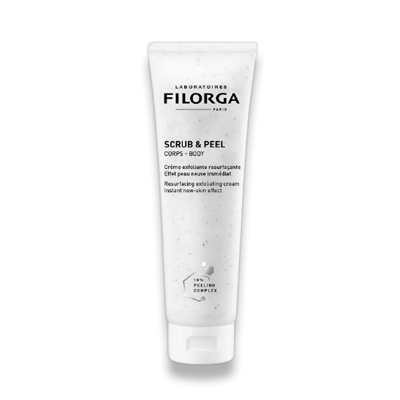 LABORATOIRES
FILORGA
PARIS
SCRUB & PEEL
CORPS - BODY
Crème exfoliante resurfaçante
Effet peau neuve immédiat
Resurfacing exfoliating cream
Instant new-skin effect
10%
PEELING
COMPLEX